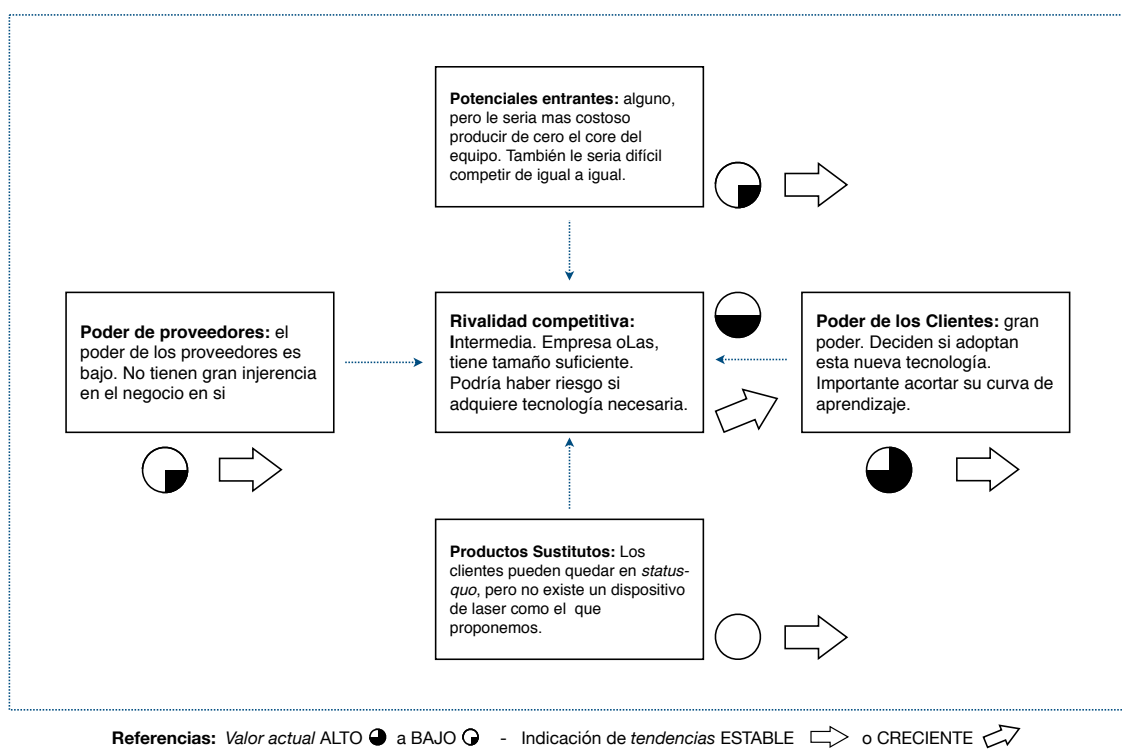 Potenciales entrantes: alguno,
pero le seria mas costoso
producir de cero el core del
equipo. También le seria difícil
competir de igual a igual.
Poder de proveedores: el
poder de los proveedores es
bajo. No tienen gran injerencia
en el negocio en si
Rivalidad competitiva:
Intermedia. Empresa oLas,
tiene tamaño suficiente.
Podría haber riesgo si
adquiere tecnología necesaria.
Poder de los Clientes: gran
poder. Deciden si adoptan
esta nueva tecnología.
Importante acortar su curva de
aprendizaje.
Productos Sustitutos: Los
clientes pueden quedar en status-
quo, pero no existe un dispositivo
de laser como el que
proponemos.
Referencias: Valor actual ALTO a BAJO - Indicación de tendencias ESTABLE o CRECIENTE